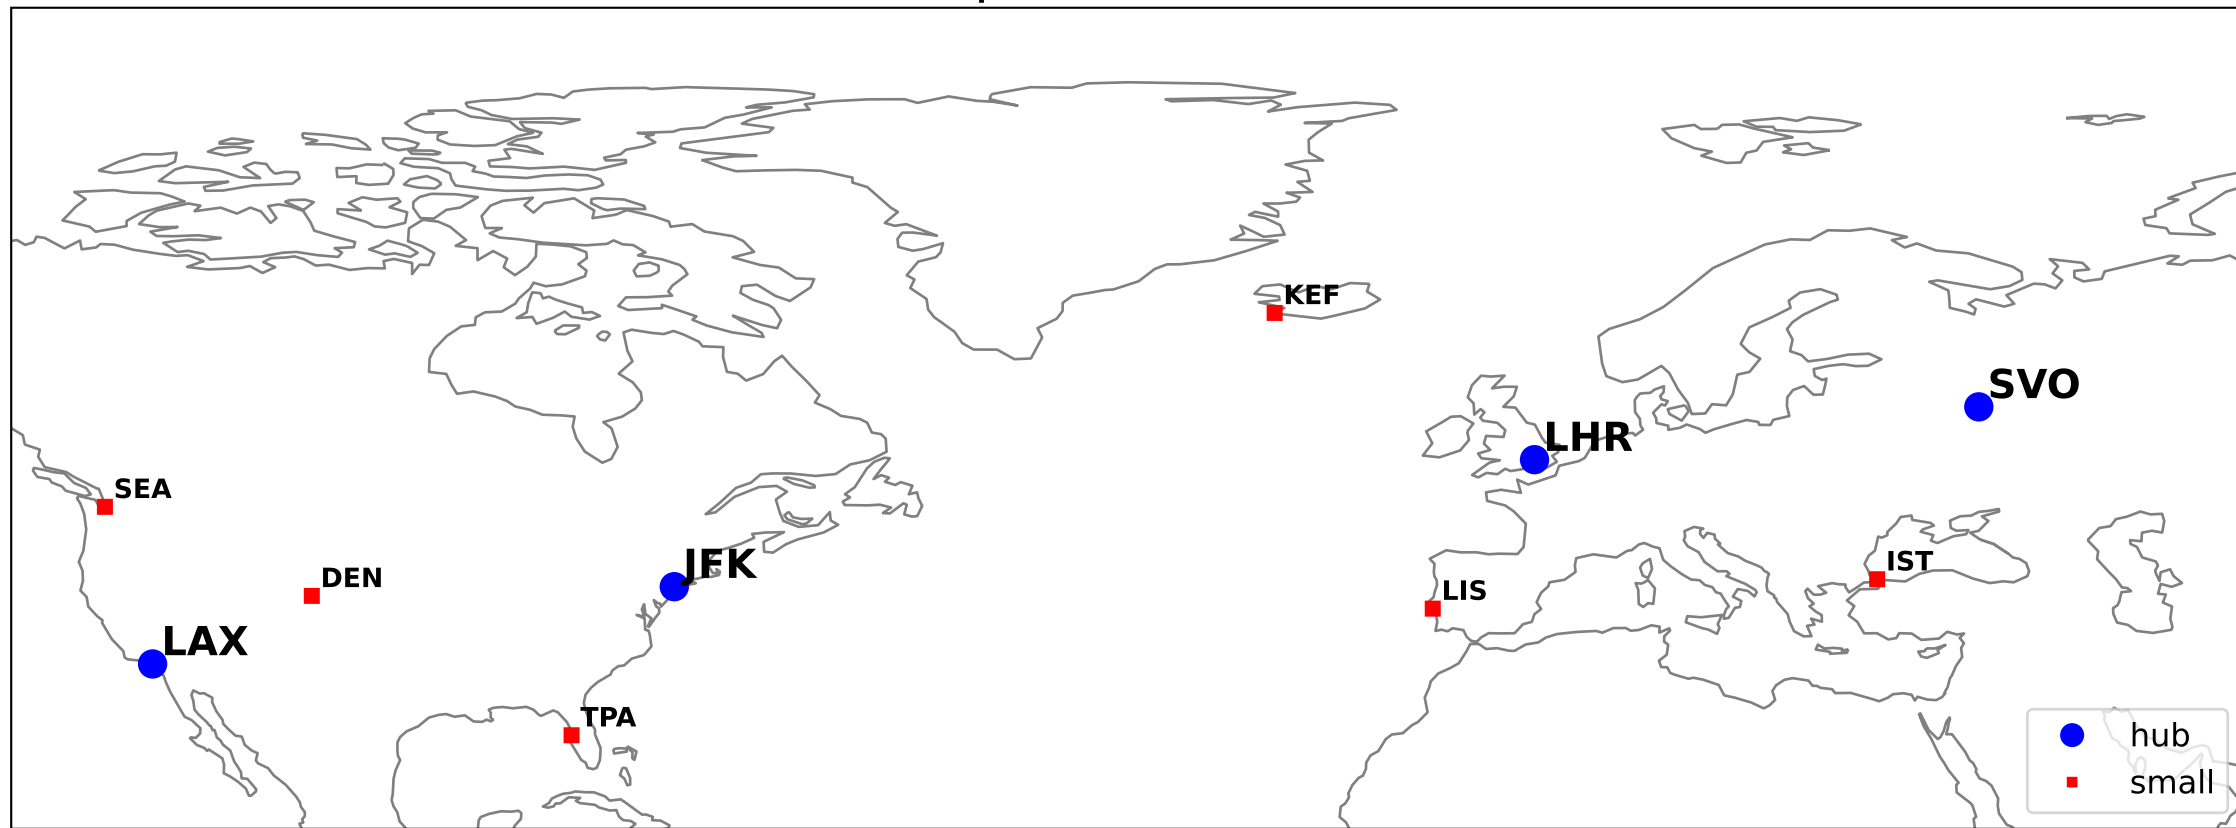 KEF
SVO
LHR
SEA
JFK
IST
DEN
LIS
LAX
TPA
hub
small